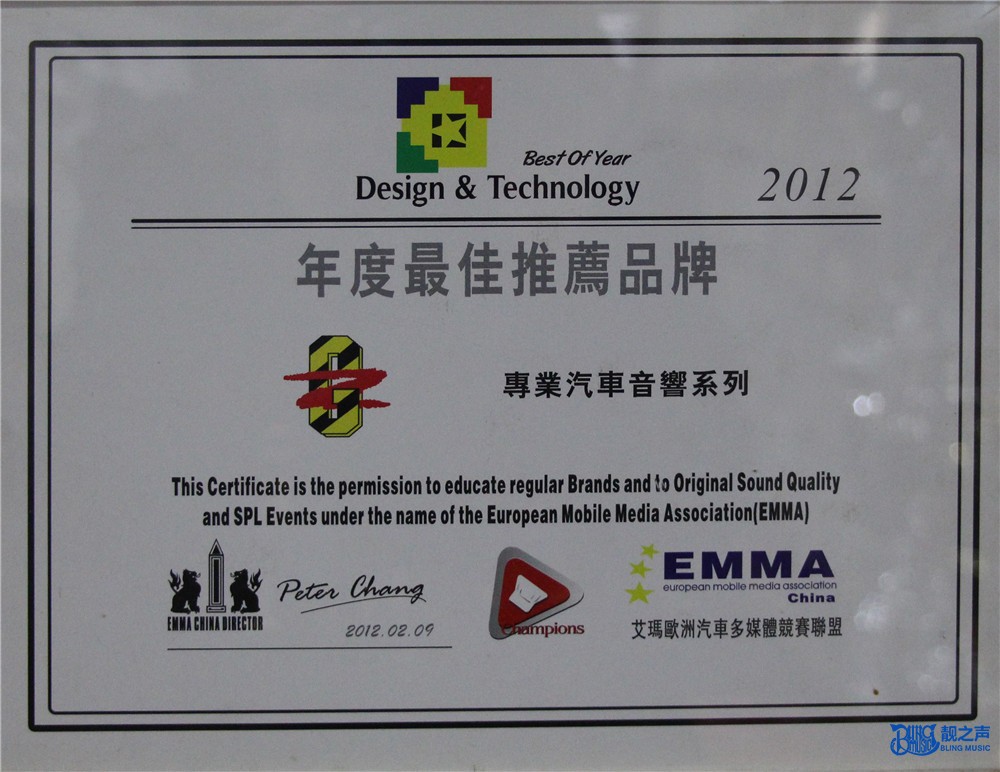 Best Of Year
Design & Technology
2012
年度最佳推薦品牌
專業汽車音響系列
This Certificate is the permission to educate regular Brands and to Original Sound Quality
and SPL Events under the name of the European Mobile Media Association(EMMA)
EMMA CHINA DIRECTOR
Peter Chang
2012.02.09
Champions
EMMA
european mobile media association
China
艾瑪歐洲汽車多媒體競賽聯盟
BLING MUSIC
靓之声
BLING MUSIC